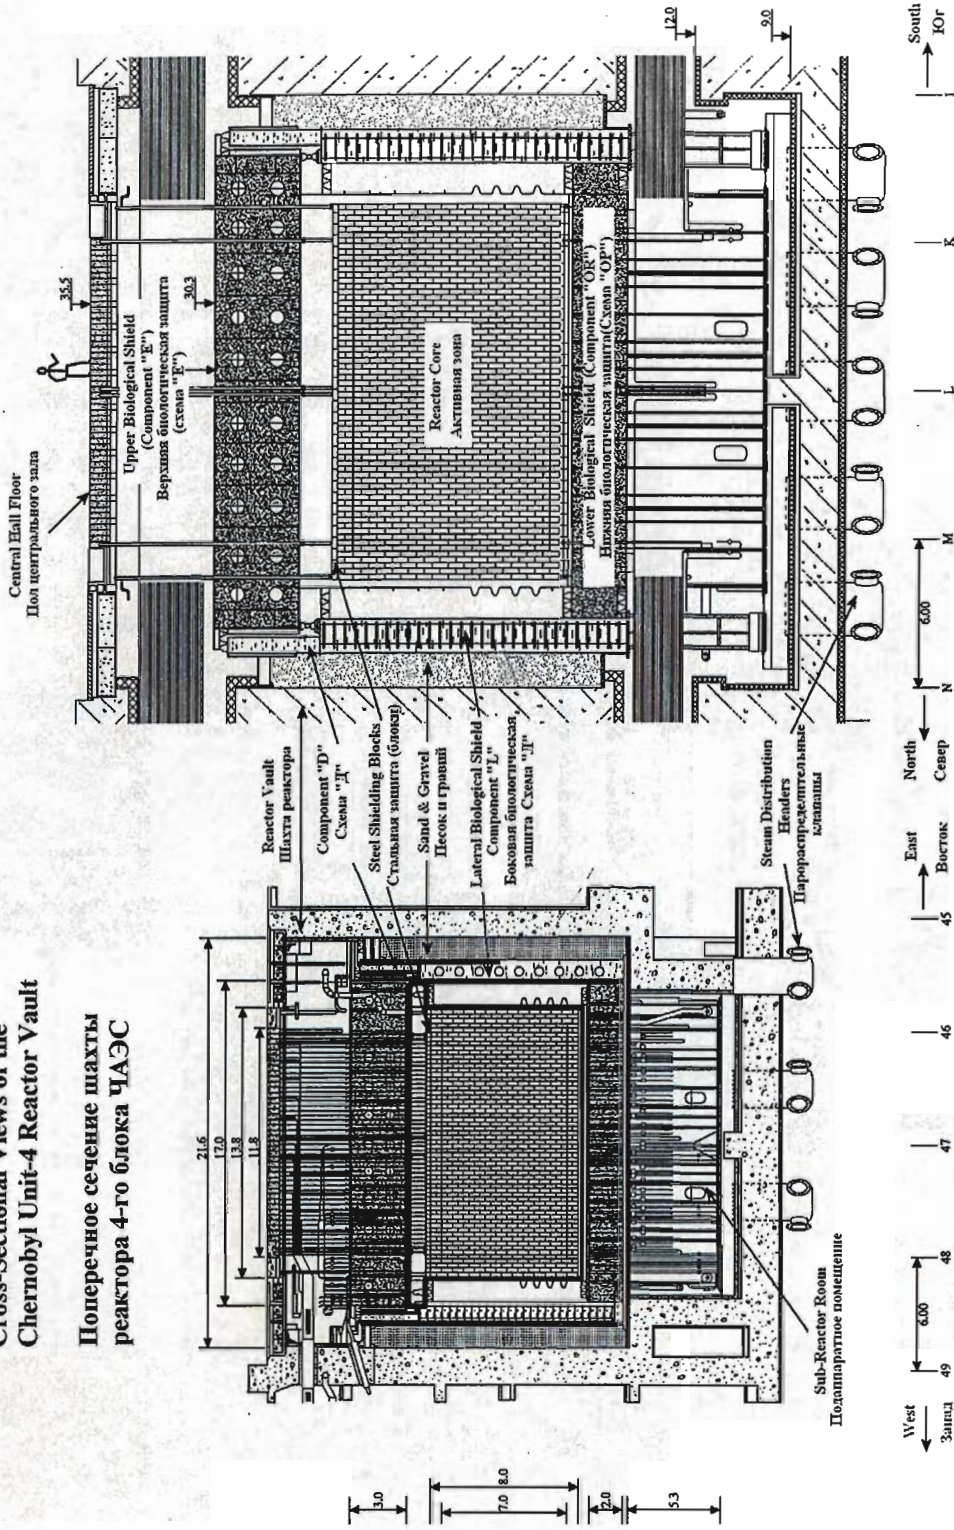 Cross-Sectional Views of the
Chernobyl Unit-4 Reactor Vault
Поперечное сечение шахты
реактора 4-го блока ЧАЭС
21.6
17.0
13.8
11.8
3.0
7.0
8.0
2.0
5.3
Sub-Reactor Room
Подаппаратное помещение
West
Запад
6.00
49
48
47
46
45
East
Восток
Reactor Vault
Шахта реактора
Component "D"
Схема "Д"
Steel Shielding Blocks
Стальная защита (блоки)
Sand & Gravel
Песок и гравий
Lateral Biological Shield
Component "L"
Боковая биологическая
защита Схема "Л"
Steam Distribution
Headers
Парораспределительные
клапаны
Central Hall Floor
Пол центрального зала
35.5
Upper Biological Shield
(Component "E")
Верхняя биологическая защита
(схема "Е")
30.3
Reactor Core
Активная зона
Lower Biological Shield (Component "OR")
Нижняя биологическая защита(Схема "ОР")
12.0
9.0
North
Север
6.00
N
M
L
K
South
Юг